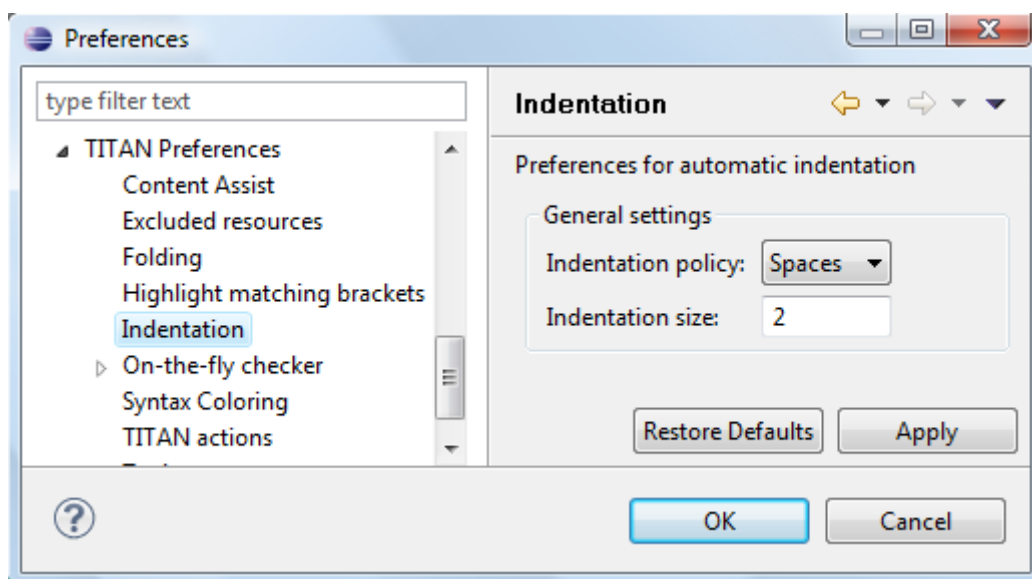 Preferences
type filter text
TITAN Preferences
Content Assist
Excluded resources
Folding
Highlight matching brackets
Indentation
On-the-fly checker
Syntax Coloring
TITAN actions
Indentation
Preferences for automatic indentation
General settings
Indentation policy: Spaces
Indentation size: 2
Restore Defaults Apply
OK Cancel